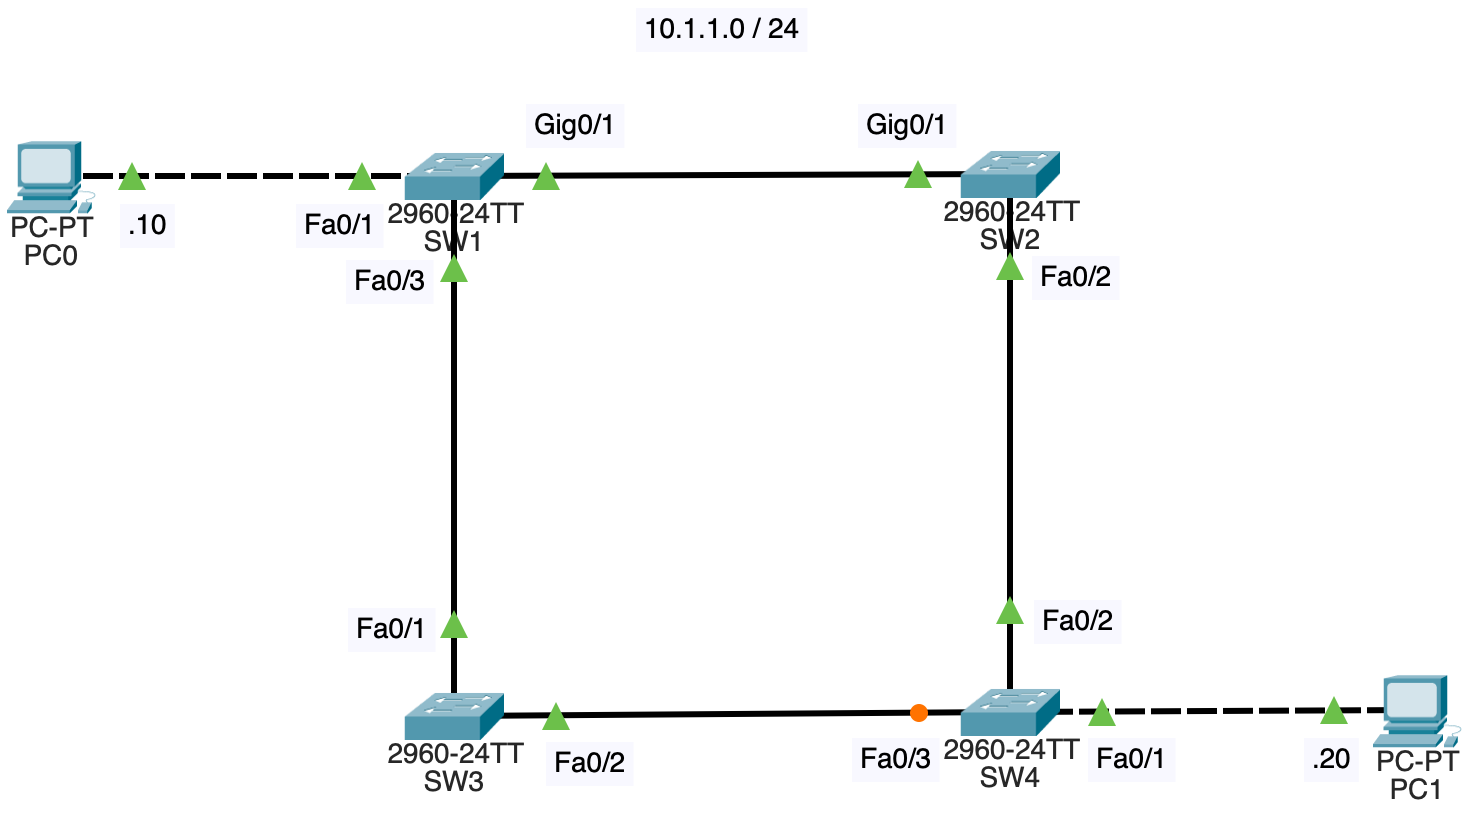 10.1.1.0 / 24
Gig0/1
Gig0/1
PC-PT
PC0
.10
Fa0/1
2960-24TT
SW1
2960-24TT
SW2
Fa0/3
Fa0/2
Fa0/1
Fa0/2
2960-24TT
SW3
Fa0/2
Fa0/3
2960-24TT
SW4
Fa0/1
.20
PC-PT
PC1